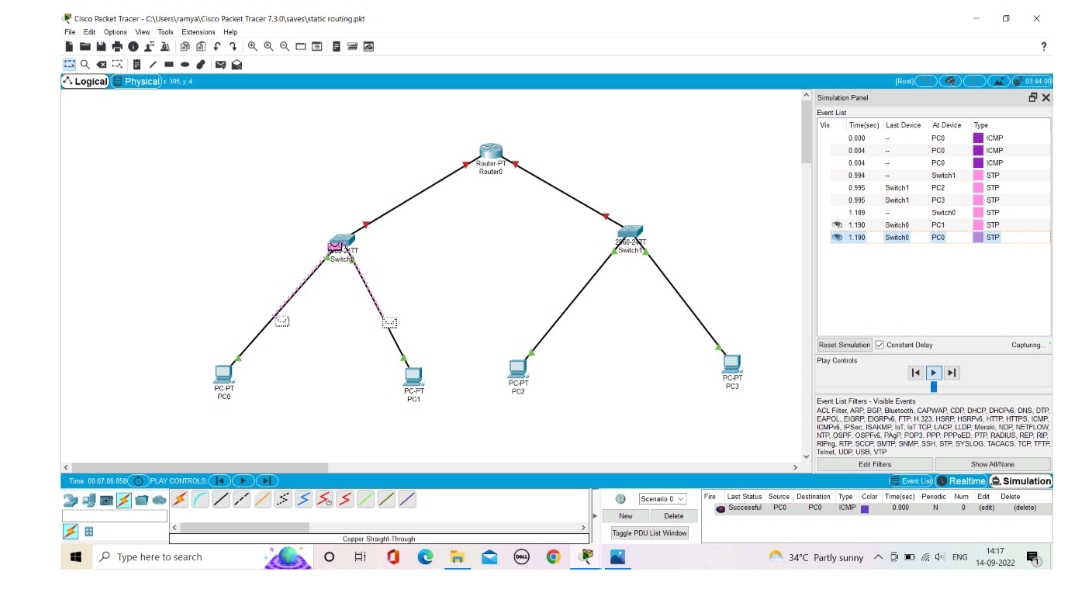 Cisco Packet Tracer - C:\Users\ramya\Cisco Packet Tracer 7.3.0\saves\static routing.pkt
File Edit Options View Tools Extensions Help
?
Logical Physical x: 395, y: 4 [Root] 03:44:00
Simulation Panel
Event List
Vis. Time(sec) Last Device At Device Type
0.000 -- PC0 ICMP
0.004 -- PC0 ICMP
0.004 -- PC0 ICMP
0.994 -- Switch1 STP
0.995 Switch1 PC2 STP
0.995 Switch1 PC3 STP
1.189 -- Switch0 STP
1.190 Switch0 PC1 STP
1.190 Switch0 PC0 STP
Router-PT
Router0
2960-24TT
Switch0
2960-24TT
Switch1
PC-PT
PC0
PC-PT
PC1
PC-PT
PC2
PC-PT
PC3
Reset Simulation Constant Delay Capturing...
Play Controls
Event List Filters - Visible Events
ACL Filter, ARP, BGP, Bluetooth, CAPWAP, CDP, DHCP, DHCPv6, DNS, DTP,
EAPOL, EIGRP, EIGRPv6, FTP, H.323, HSRP, HSRPv6, HTTP, HTTPS, ICMP,
ICMPv6, IPSec, ISAKMP, IoT, IoT TCP, LACP, LLDP, Meraki, NDP, NETFLOW,
NTP, OSPF, OSPFv6, PAgP, POP3, PPP, PPPoED, PTP, RADIUS, REP, RIP,
RIPng, RTP, SCCP, SMTP, SNMP, SSH, STP, SYSLOG, TACACS, TCP, TFTP,
Telnet, UDP, USB, VTP
Edit Filters Show All/None
Time: 00:07:06.858 PLAY CONTROLS: Event List Realtime Simulation
Scenario 0
New Delete
Toggle PDU List Window
Fire Last Status Source Destination Type Color Time(sec) Periodic Num Edit Delete
Successful PC0 PC0 ICMP 0.000 N 0 (edit) (delete)
Copper Straight-Through
Type here to search
DELL
34°C Partly sunny ENG 14:17
14-09-2022
1